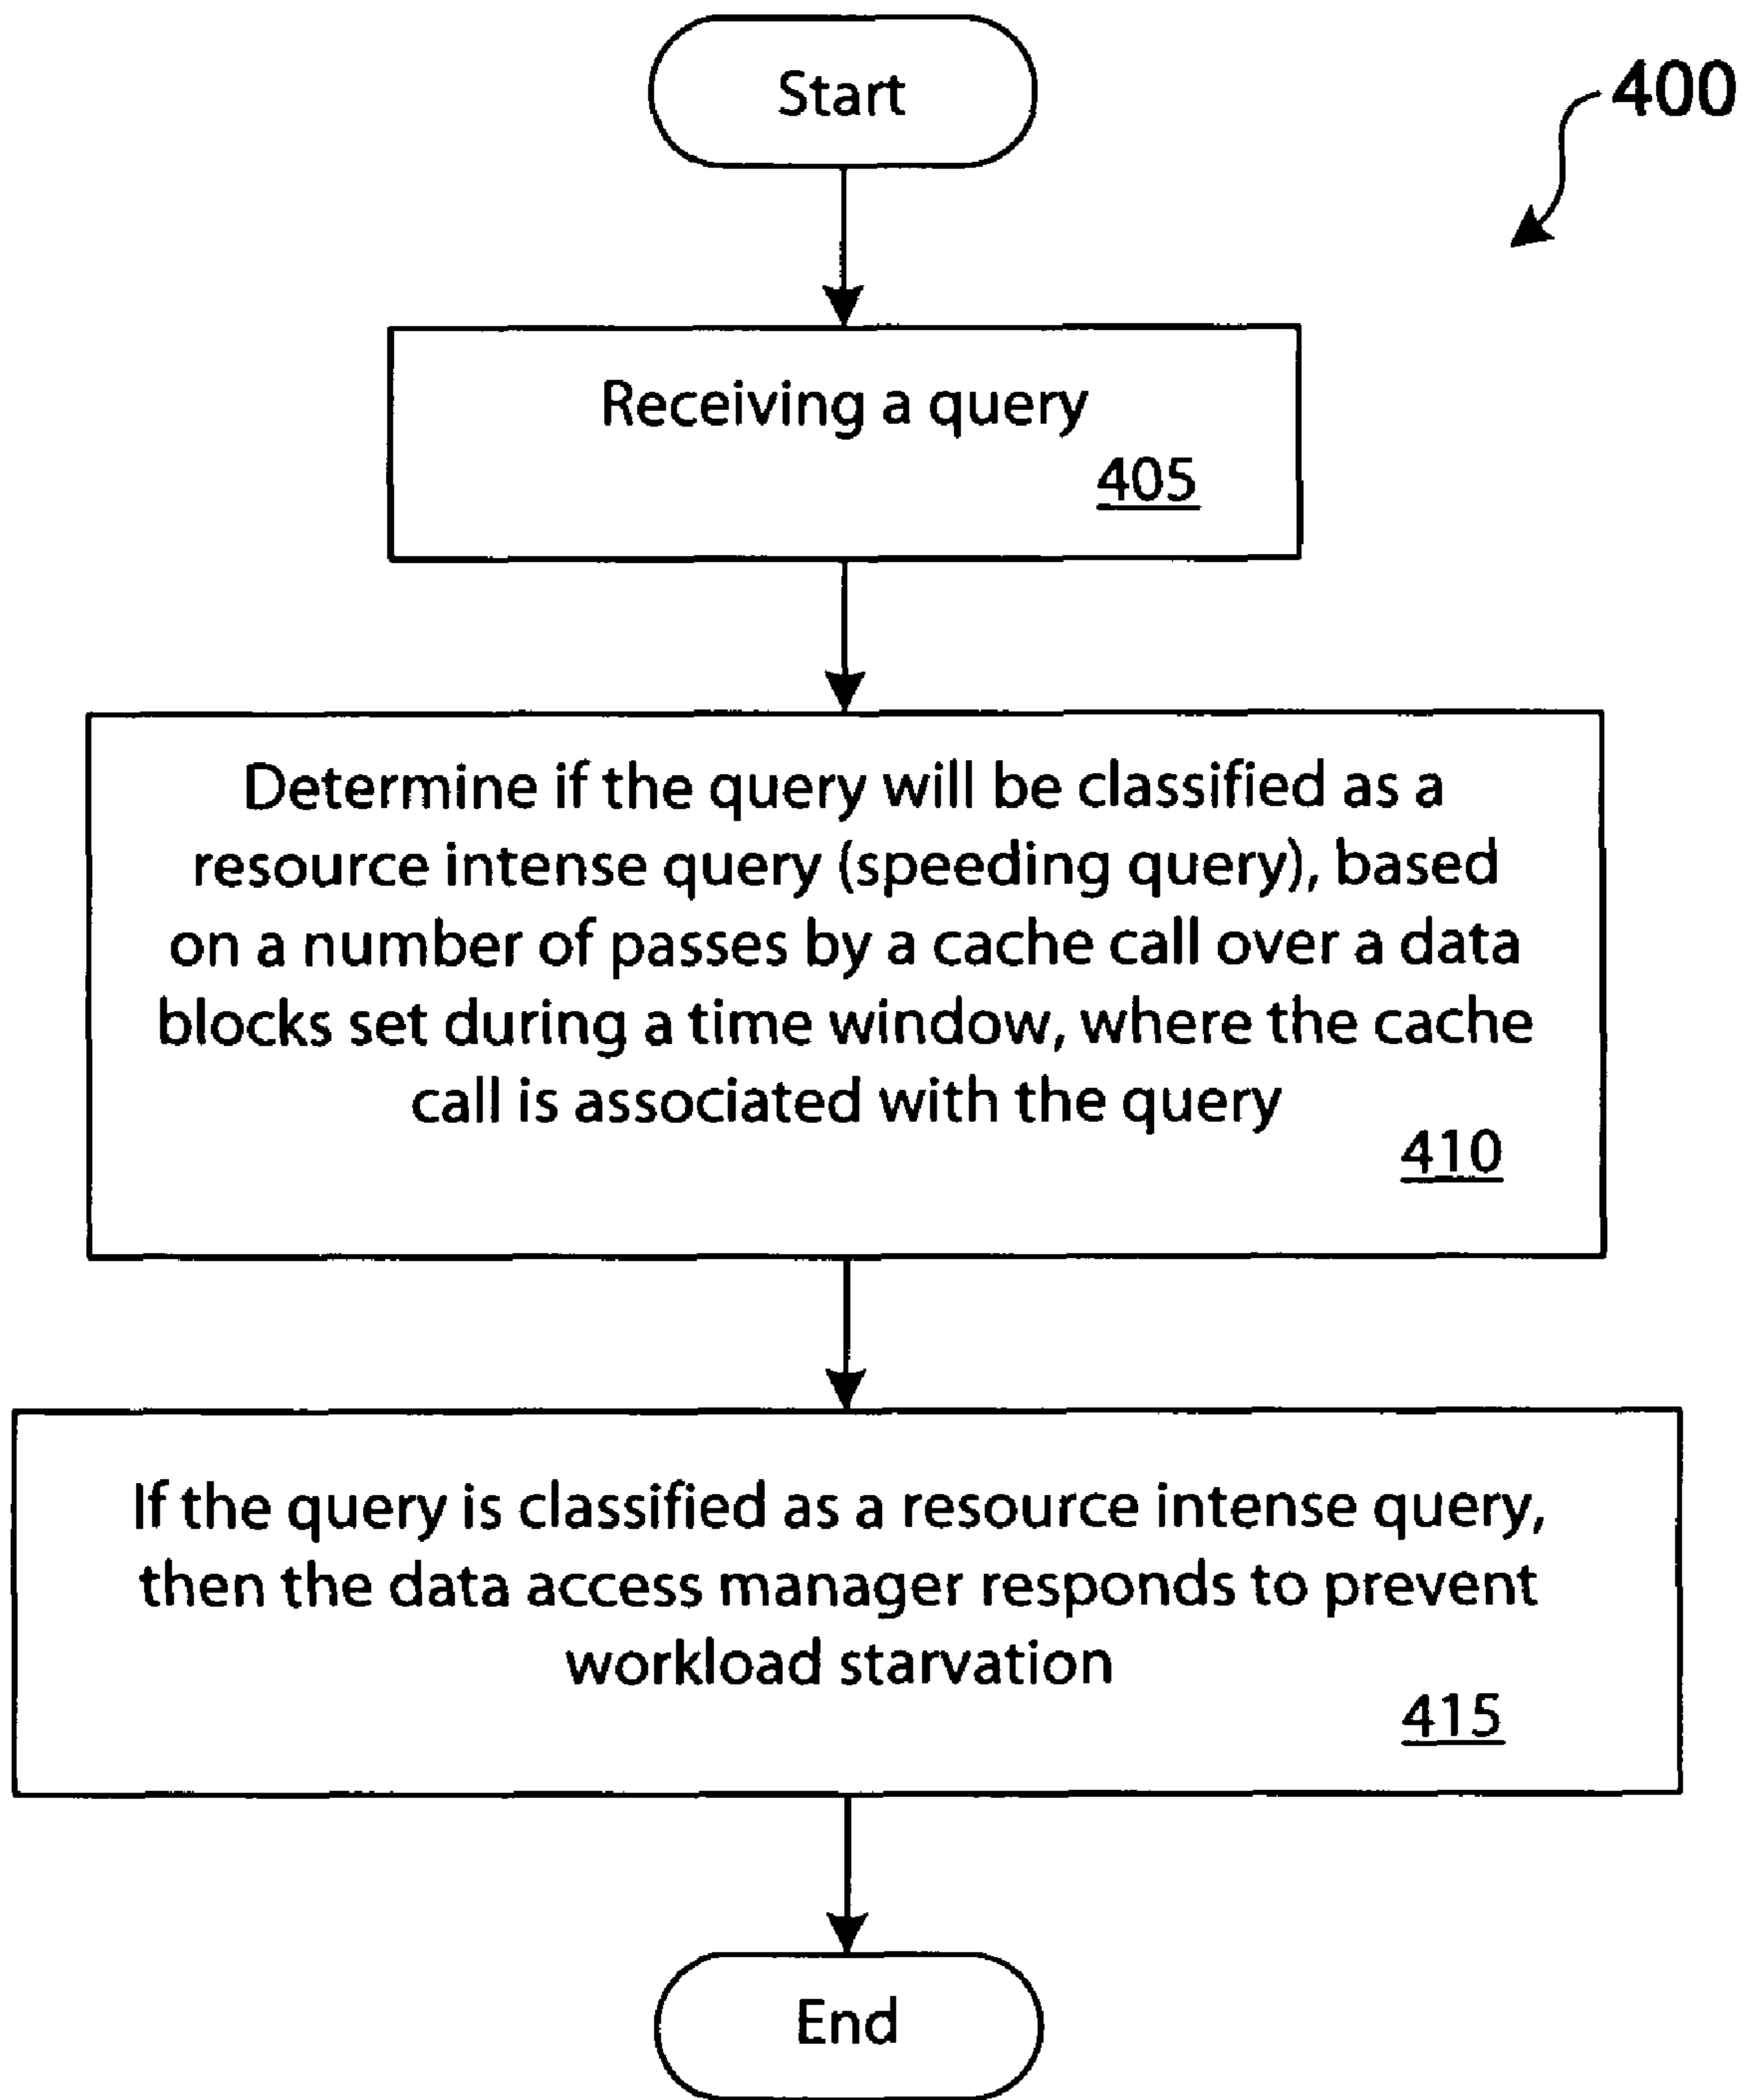 Start
400
Receiving a query
405
Determine if the query will be classified as a
resource intense query (speeding query), based
on a number of passes by a cache call over a data
blocks set during a time window, where the cache
call is associated with the query
410
If the query is classified as a resource intense query,
then the data access manager responds to prevent
workload starvation
415
End